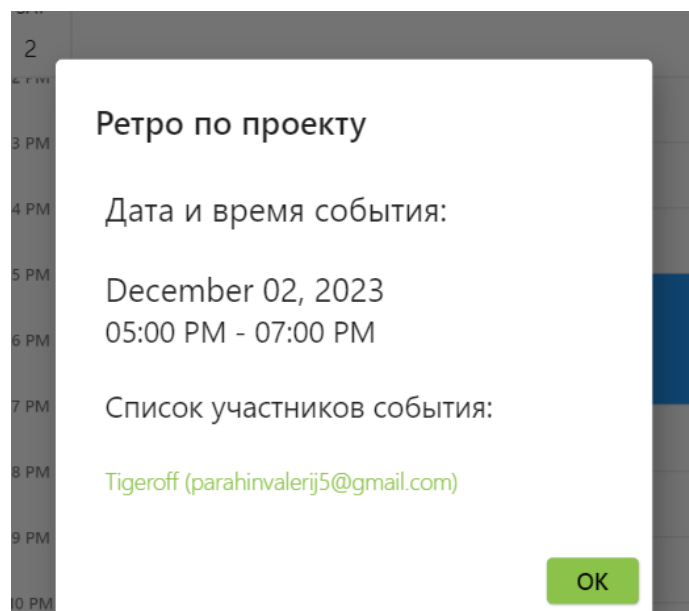 2
3 PM
4 PM
5 PM
6 PM
7 PM
8 PM
9 PM
10 PM
Ретро по проекту
Дата и время события:
December 02, 2023
05:00 PM - 07:00 PM
Список участников события:
Tigeroff (parahinvalerij5@gmail.com)
OK